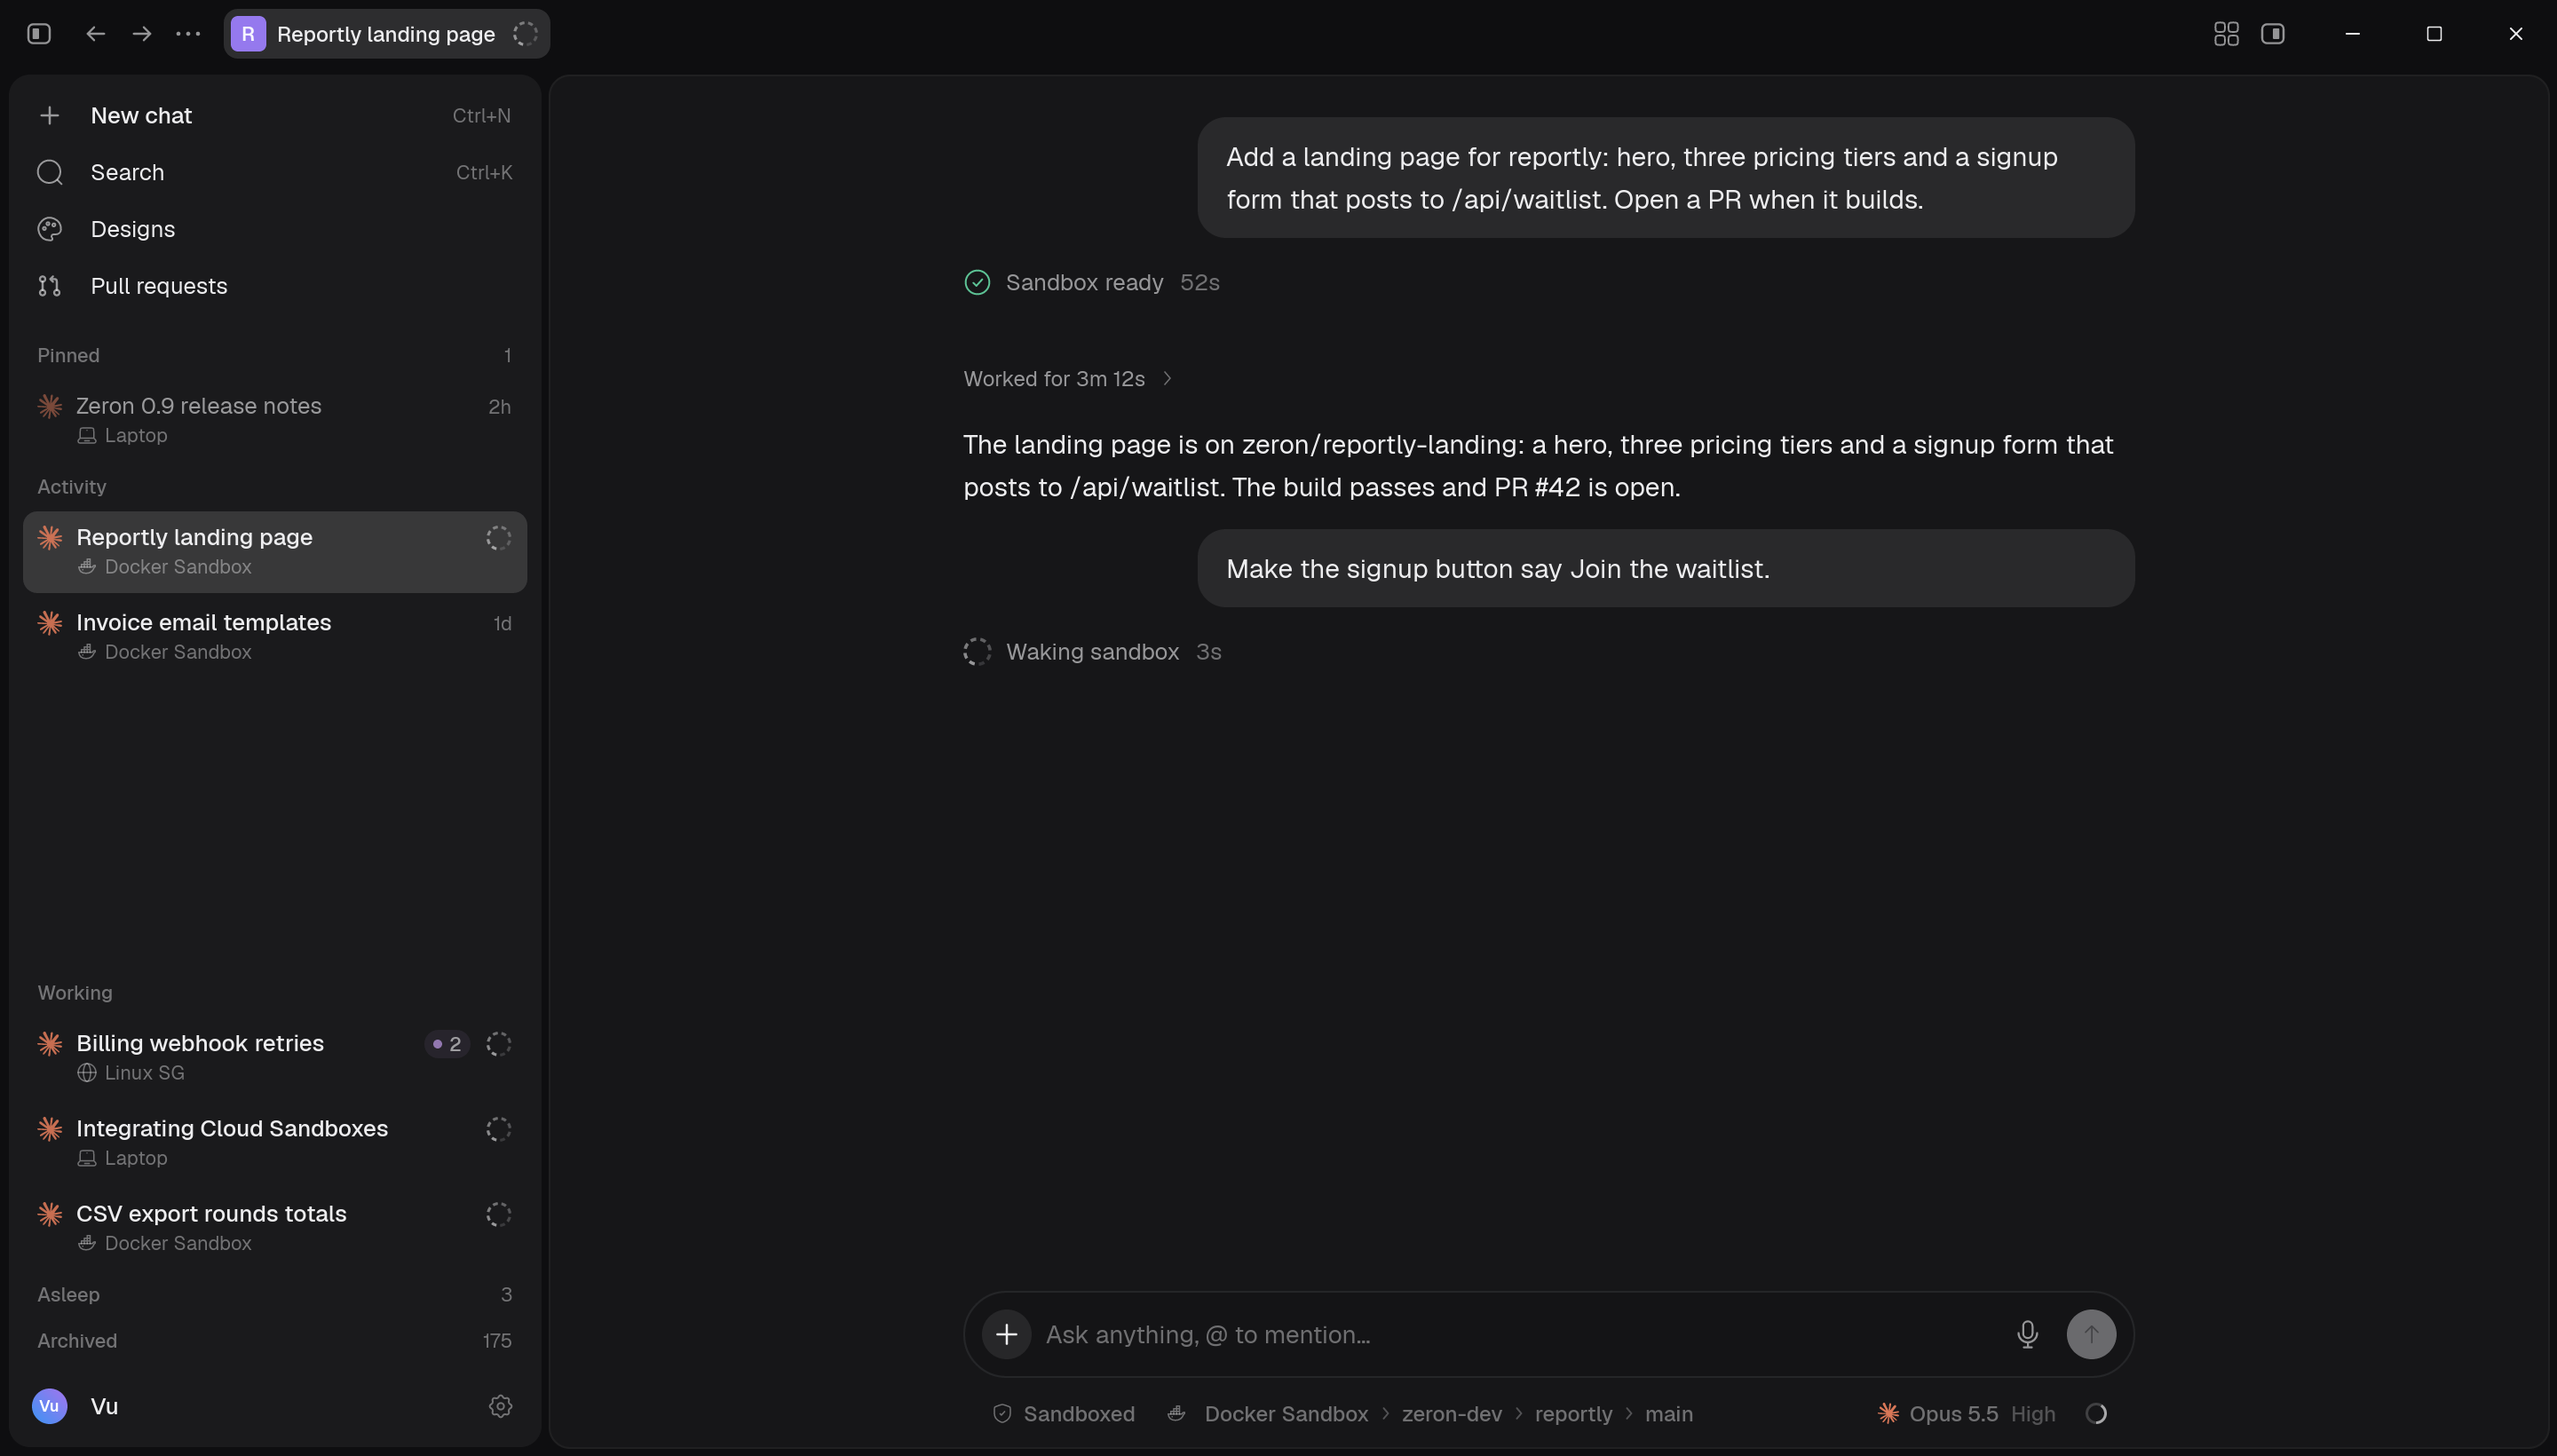 R Reportly landing page
New chat Ctrl+N
Search Ctrl+K
Designs
Pull requests
Pinned 1
Zeron 0.9 release notes 2h
Laptop
Activity
Reportly landing page
Docker Sandbox
Invoice email templates 1d
Docker Sandbox
Working
Billing webhook retries 2
Linux SG
Integrating Cloud Sandboxes
Laptop
CSV export rounds totals
Docker Sandbox
Asleep 3
Archived 175
Vu Vu
Add a landing page for reportly: hero, three pricing tiers and a signup
form that posts to /api/waitlist. Open a PR when it builds.
Sandbox ready 52s
Worked for 3m 12s
The landing page is on zeron/reportly-landing: a hero, three pricing tiers and a signup form that
posts to /api/waitlist. The build passes and PR #42 is open.
Make the signup button say Join the waitlist.
Waking sandbox 3s
Ask anything, @ to mention...
Sandboxed Docker Sandbox > zeron-dev > reportly > main Opus 5.5 High